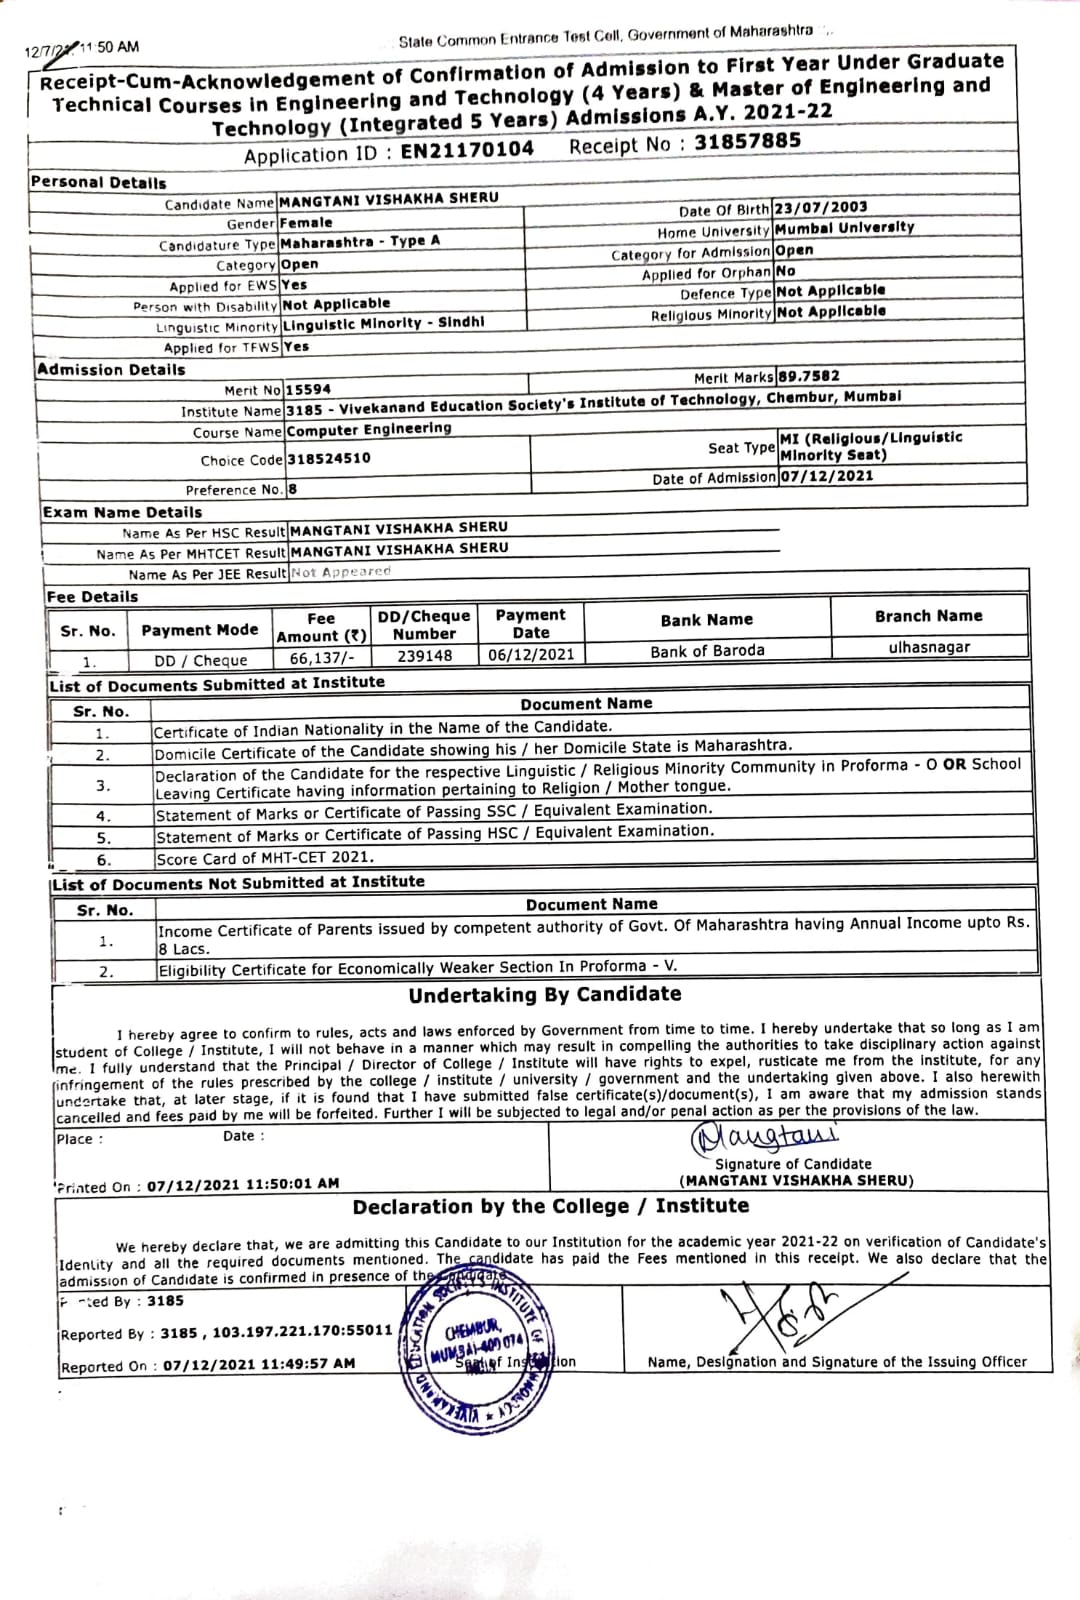 12/7/21, 11:50 AM
State Common Entrance Test Cell, Government of Maharashtra
Receipt-Cum-Acknowledgement of Confirmation of Admission to First Year Under Graduate
Technical Courses in Engineering and Technology (4 Years) & Master of Engineering and
Technology (Integrated 5 Years) Admissions A.Y. 2021-22
Application ID : EN21170104 Receipt No : 31857885
Personal Details
Candidate Name MANGTANI VISHAKHA SHERU
Gender Female Date Of Birth 23/07/2003
Candidature Type Maharashtra - Type A Home University Mumbai University
Category Open Category for Admission Open
Applied for EWS Yes Applied for Orphan No
Person with Disability Not Applicable Defence Type Not Applicable
Linguistic Minority Linguistic Minority - Sindhi Religious Minority Not Applicable
Applied for TFWS Yes
Admission Details
Merit No 15594 Merit Marks 89.7582
Institute Name 3185 - Vivekanand Education Society's Institute of Technology, Chembur, Mumbai
Course Name Computer Engineering
Choice Code 318524510 Seat Type MI (Religious/Linguistic
Minority Seat)
Preference No. 8 Date of Admission 07/12/2021
Exam Name Details
Name As Per HSC Result MANGTANI VISHAKHA SHERU
Name As Per MHTCET Result MANGTANI VISHAKHA SHERU
Name As Per JEE Result Not Appeared
Fee Details
Sr. No. Payment Mode Fee Amount (₹) DD/Cheque Number Payment Date Bank Name Branch Name
1. DD / Cheque 66,137/- 239148 06/12/2021 Bank of Baroda ulhasnagar
List of Documents Submitted at Institute
Sr. No. Document Name
1. Certificate of Indian Nationality in the Name of the Candidate.
2. Domicile Certificate of the Candidate showing his / her Domicile State is Maharashtra.
3. Declaration of the Candidate for the respective Linguistic / Religious Minority Community in Proforma - O OR School
Leaving Certificate having information pertaining to Religion / Mother tongue.
4. Statement of Marks or Certificate of Passing SSC / Equivalent Examination.
5. Statement of Marks or Certificate of Passing HSC / Equivalent Examination.
6. Score Card of MHT-CET 2021.
List of Documents Not Submitted at Institute
Sr. No. Document Name
1. Income Certificate of Parents issued by competent authority of Govt. Of Maharashtra having Annual Income upto Rs.
8 Lacs.
2. Eligibility Certificate for Economically Weaker Section In Proforma - V.
Undertaking By Candidate
I hereby agree to confirm to rules, acts and laws enforced by Government from time to time. I hereby undertake that so long as I am
student of College / Institute, I will not behave in a manner which may result in compelling the authorities to take disciplinary action against
me. I fully understand that the Principal / Director of College / Institute will have rights to expel, rusticate me from the institute, for any
infringement of the rules prescribed by the college / institute / university / government and the undertaking given above. I also herewith
undertake that, at later stage, if it is found that I have submitted false certificate(s)/document(s), I am aware that my admission stands
cancelled and fees paid by me will be forfeited. Further I will be subjected to legal and/or penal action as per the provisions of the law.
Place : Date :
Mangtani
Signature of Candidate
Printed On : 07/12/2021 11:50:01 AM (MANGTANI VISHAKHA SHERU)
Declaration by the College / Institute
We hereby declare that, we are admitting this Candidate to our Institution for the academic year 2021-22 on verification of Candidate's
Identity and all the required documents mentioned. The candidate has paid the Fees mentioned in this receipt. We also declare that the
admission of Candidate is confirmed in presence of the Candidate.
Printed By : 3185
Reported By : 3185 , 103.197.221.170:55011
Reported On : 07/12/2021 11:49:57 AM
VIVEKANAND EDUCATION SOCIETY'S INSTITUTE OF TECHNOLOGY
CHEMBUR,
MUMBAI-400 074
Seal of Institution
Name, Designation and Signature of the Issuing Officer